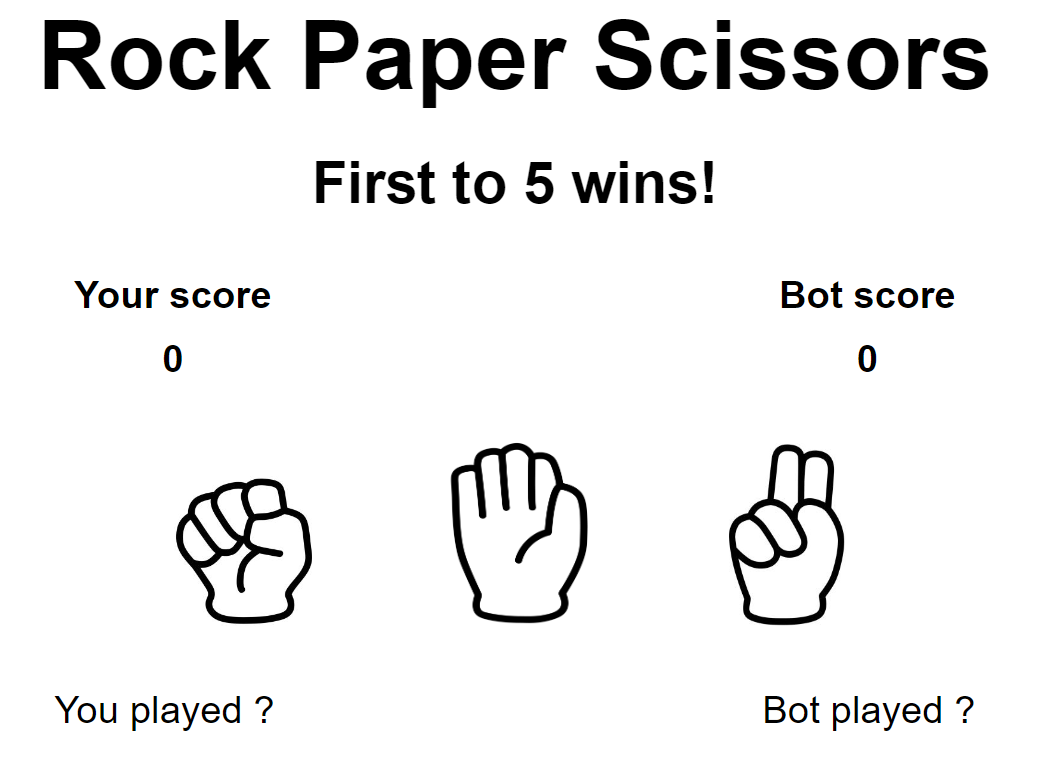 Rock Paper Scissors
First to 5 wins!
Your score
Bot score
0
0
You played ?
Bot played ?